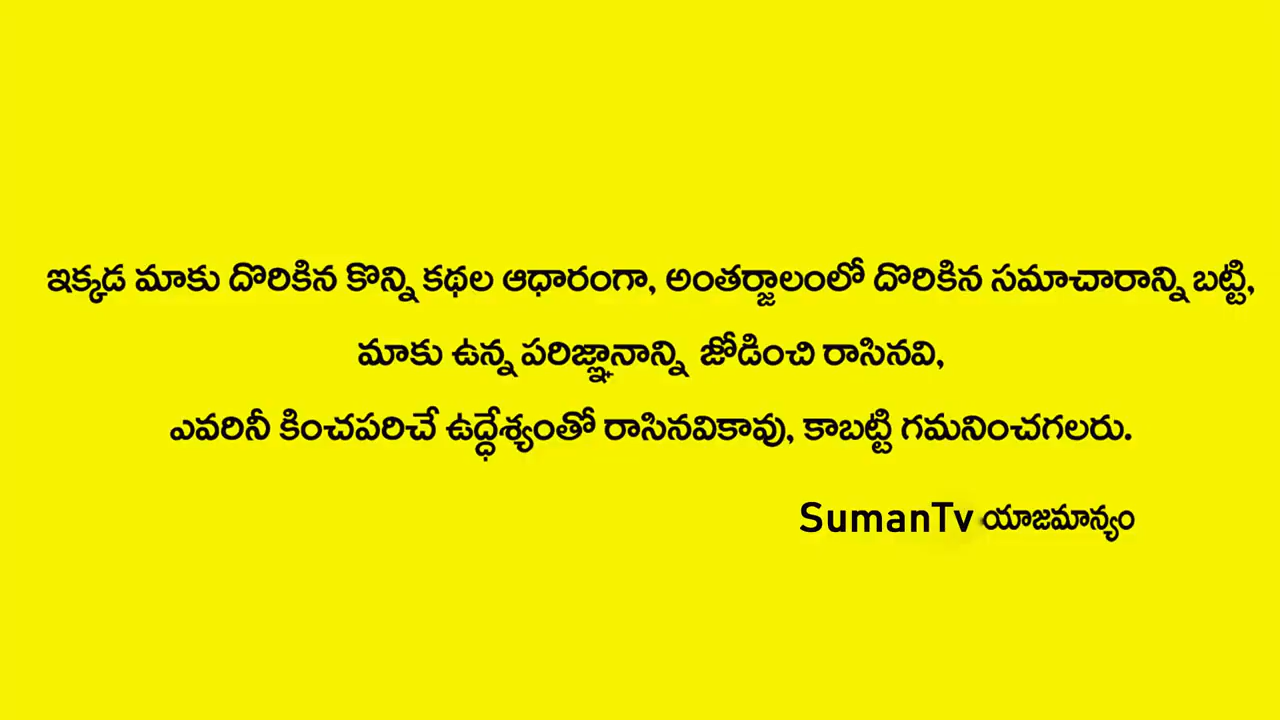 ఇక్కడ మాకు దొరికిన కొన్ని కథల ఆధారంగా, అంతర్జాలంలో దొరికిన సమాచారాన్ని బట్టి,
మాకు ఉన్న పరిజ్ఞానాన్ని జోడించి రాసినవి,
ఎవరినీ కించపరిచే ఉద్ధేశ్యంతో రాసినవికావు, కాబట్టి గమనించగలరు.
SumanTv యాజమాన్యం